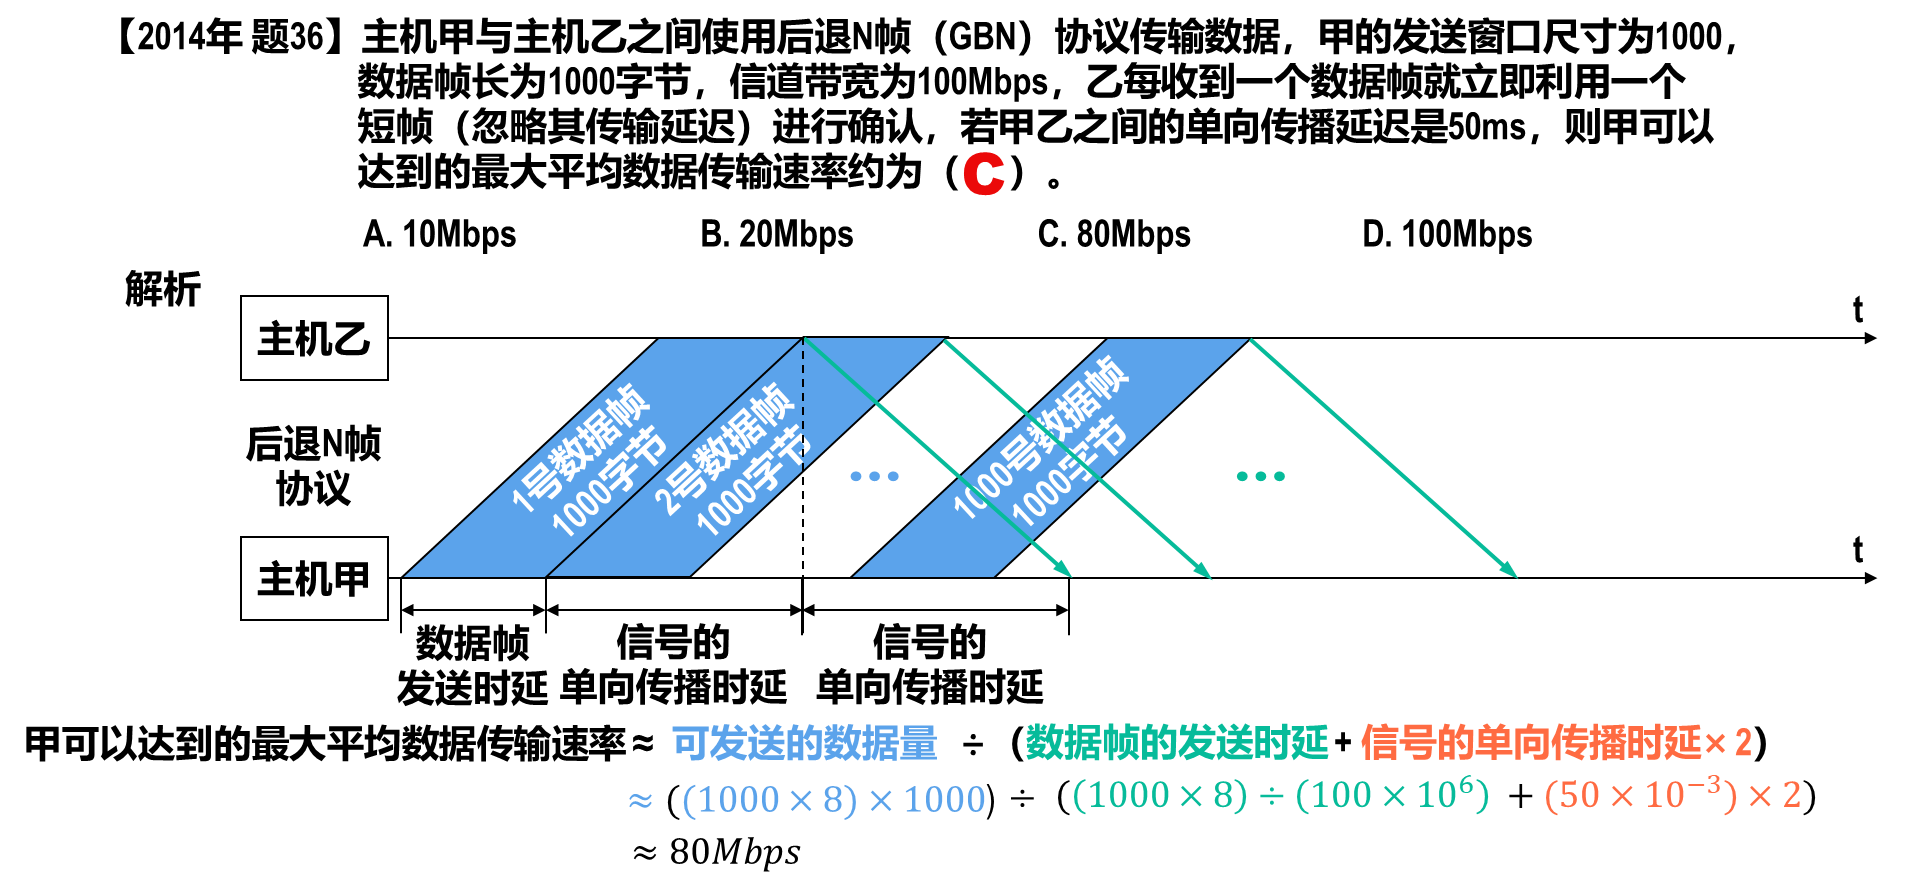 【2014年 题36】主机甲与主机乙之间使用后退N帧（GBN）协议传输数据，甲的发送窗口尺寸为1000，
数据帧长为1000字节，信道带宽为100Mbps，乙每收到一个数据帧就立即利用一个
短帧（忽略其传输延迟）进行确认，若甲乙之间的单向传播延迟是50ms，则甲可以
达到的最大平均数据传输速率约为（C）。
A. 10Mbps B. 20Mbps C. 80Mbps D. 100Mbps
解析
主机乙
t
后退N帧
协议
1号数据帧
1000字节
2号数据帧
1000字节
…
1000号数据帧
1000字节
…
主机甲
t
数据帧
发送时延
信号的
单向传播时延
信号的
单向传播时延
甲可以达到的最大平均数据传输速率≈ 可发送的数据量 ÷（数据帧的发送时延+ 信号的单向传播时延× 2)
≈ ((1000 × 8) × 1000) ÷ ((1000 × 8) ÷ (100 × 10⁶) + (50 × 10⁻³) × 2)
≈ 80Mbps